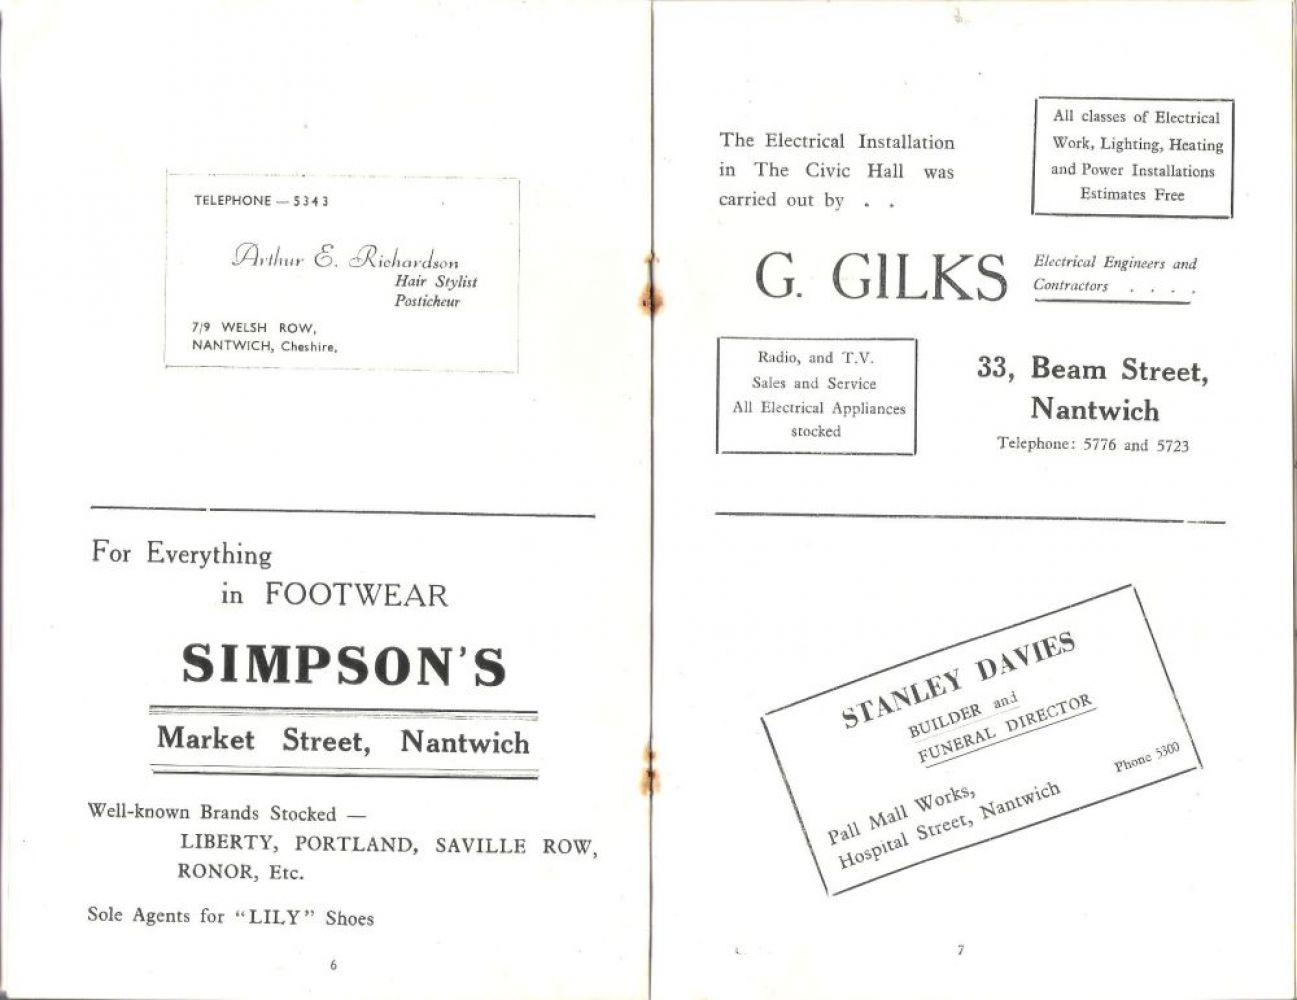 TELEPHONE — 5343
Arthur E. Richardson
Hair Stylist
Posticheur
7/9 WELSH ROW,
NANTWICH, Cheshire,
For Everything
in FOOTWEAR
SIMPSON'S
Market Street, Nantwich
Well-known Brands Stocked —
LIBERTY, PORTLAND, SAVILLE ROW,
RONOR, Etc.
Sole Agents for "LILY" Shoes
6
The Electrical Installation
in The Civic Hall was
carried out by . .
All classes of Electrical
Work, Lighting, Heating
and Power Installations
Estimates Free
G. GILKS
Electrical Engineers and
Contractors . . . .
Radio, and T.V.
Sales and Service
All Electrical Appliances
stocked
33, Beam Street,
Nantwich
Telephone: 5776 and 5723
STANLEY DAVIES
BUILDER and
FUNERAL DIRECTOR
Pall Mall Works,
Hospital Street, Nantwich
Phone 5300
7